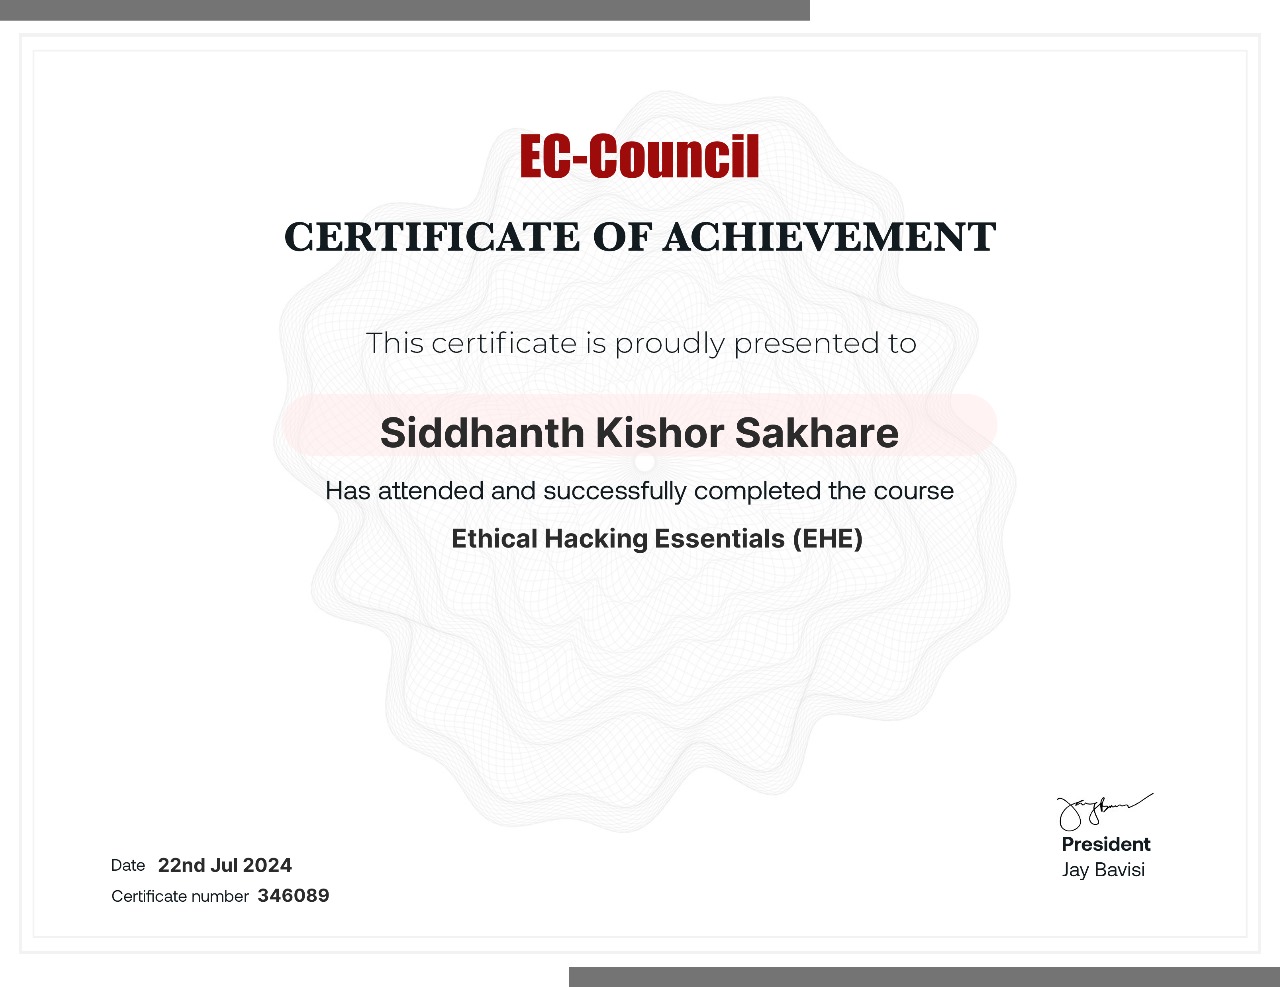 EC-Council
CERTIFICATE OF ACHIEVEMENT
This certificate is proudly presented to
Siddhanth Kishor Sakhare
Has attended and successfully completed the course
Ethical Hacking Essentials (EHE)
President
Jay Bavisi
Date 22nd Jul 2024
Certificate number 346089